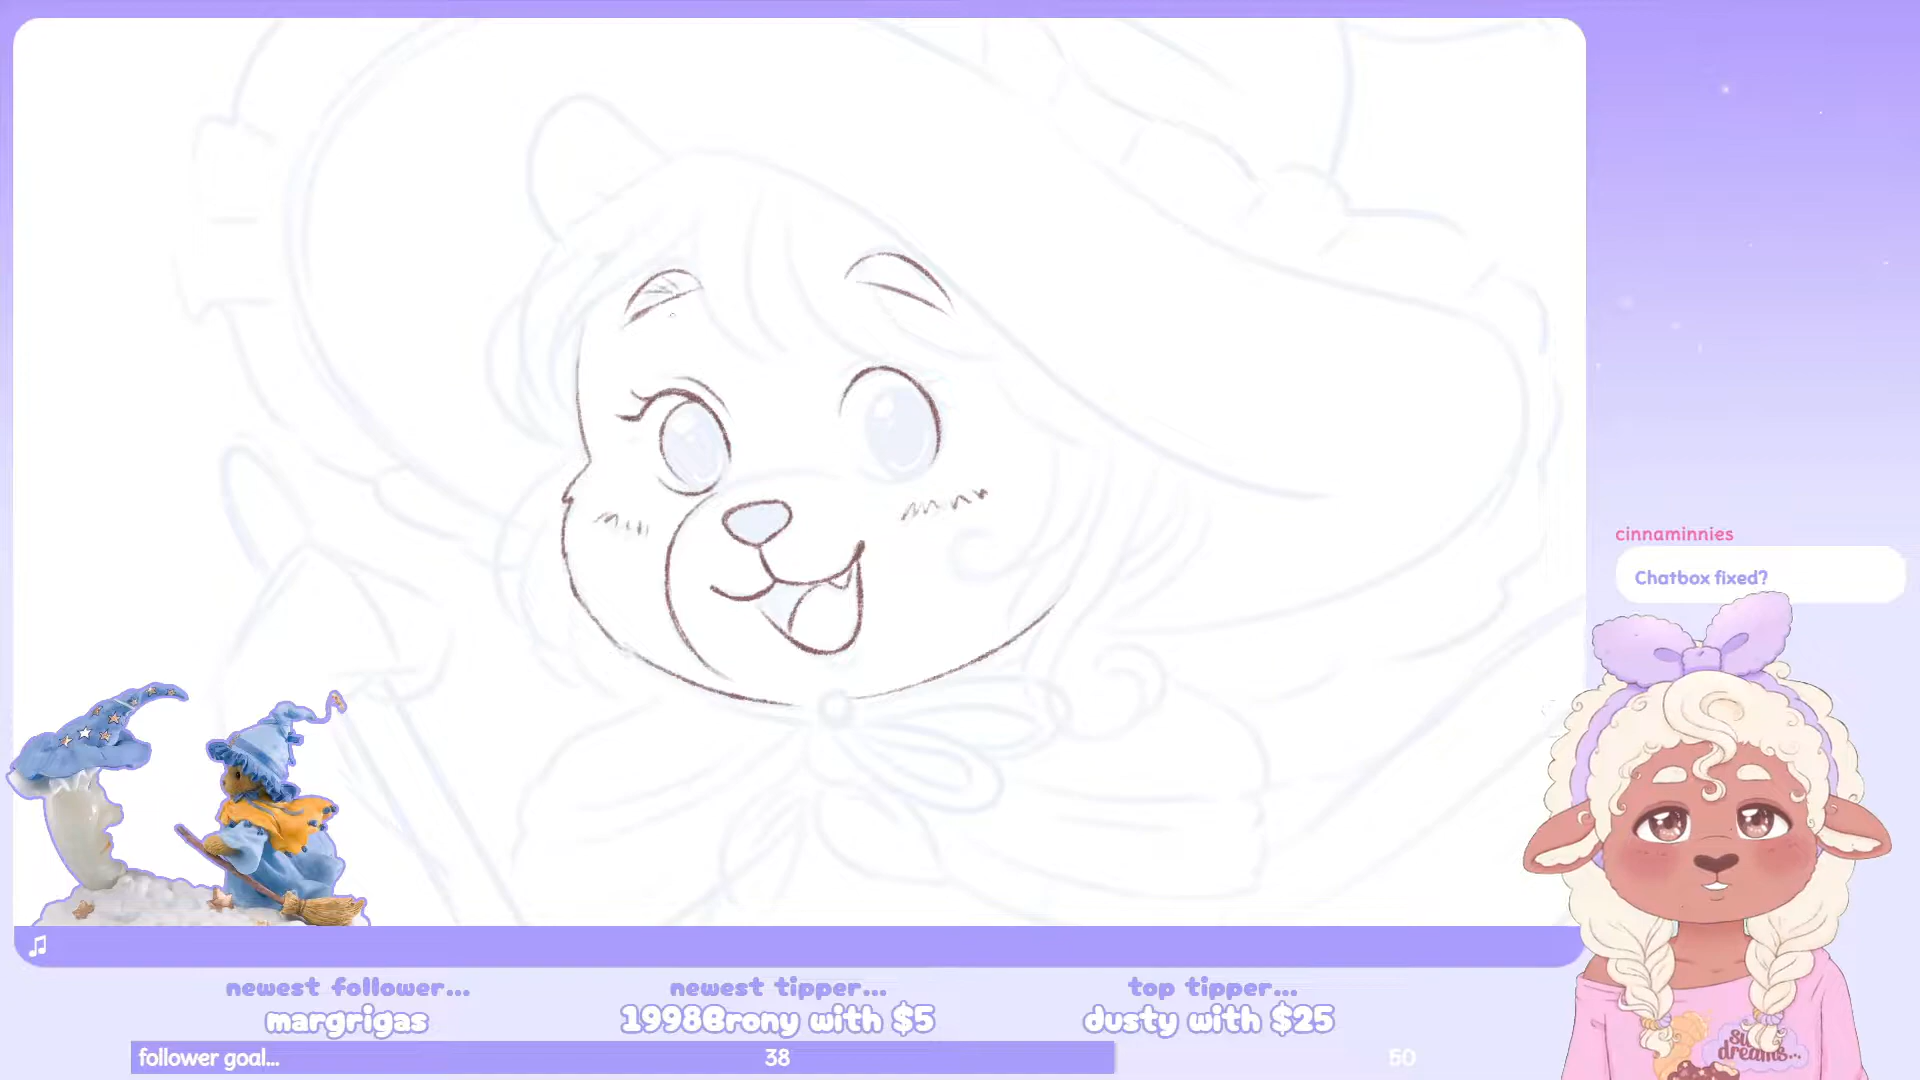 cinnaminnies
Chatbox fixed?
newest follower...
margrigas
newest tipper...
1998Brony with $5
top tipper...
dusty with $25
follower goal...
38
50
dreams...